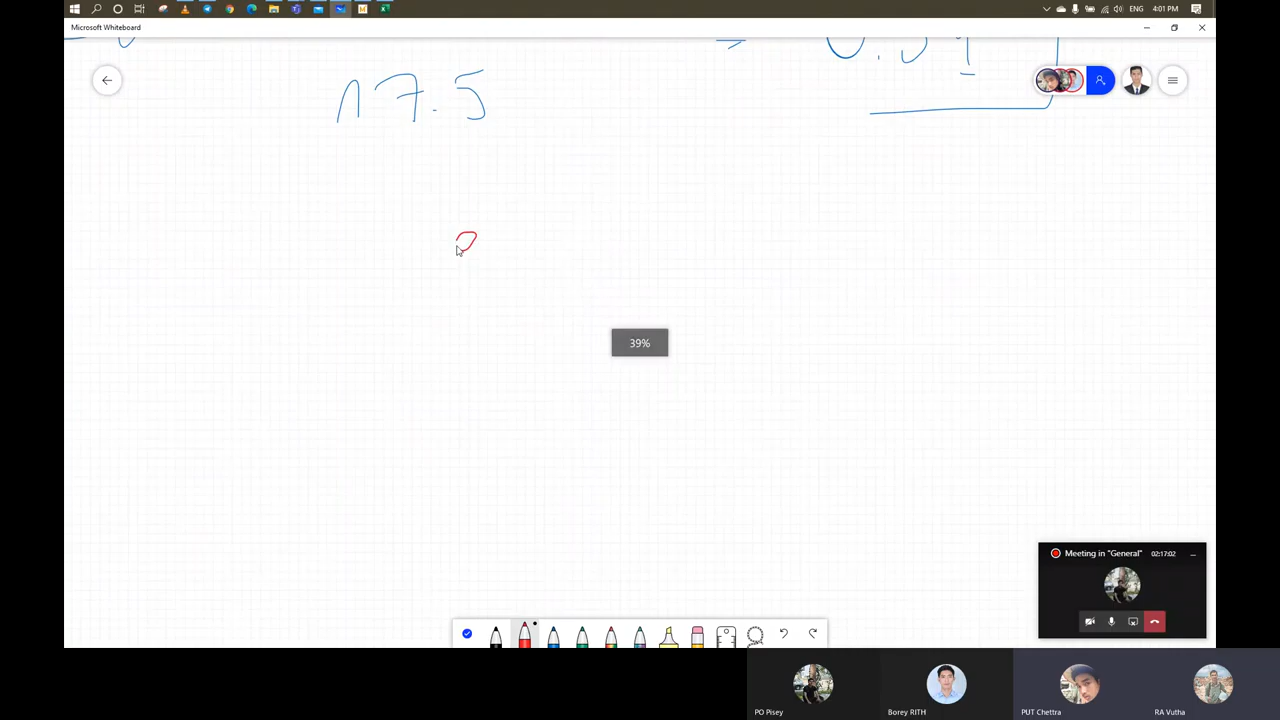 ENG 4:01 PM
Microsoft Whiteboard
17.5
39%
Meeting in "General" 02:17:02
PO Pisey
Borey RITH
PUT Chettra
RA Vutha